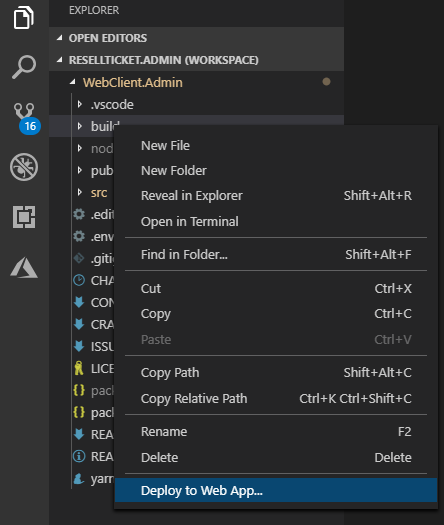 EXPLORER
OPEN EDITORS
RESELLTICKET.ADMIN (WORKSPACE)
WebClient.Admin
.vscode
build
nod
pub
src
.edit
.env
.giti
CHA
CON
CRA
ISSU
LICE
pack
pack
REA
REA
yarn
16
New File
New Folder
Reveal in Explorer Shift+Alt+R
Open in Terminal
Find in Folder... Shift+Alt+F
Cut Ctrl+X
Copy Ctrl+C
Paste Ctrl+V
Copy Path Shift+Alt+C
Copy Relative Path Ctrl+K Ctrl+Shift+C
Rename F2
Delete Delete
Deploy to Web App...